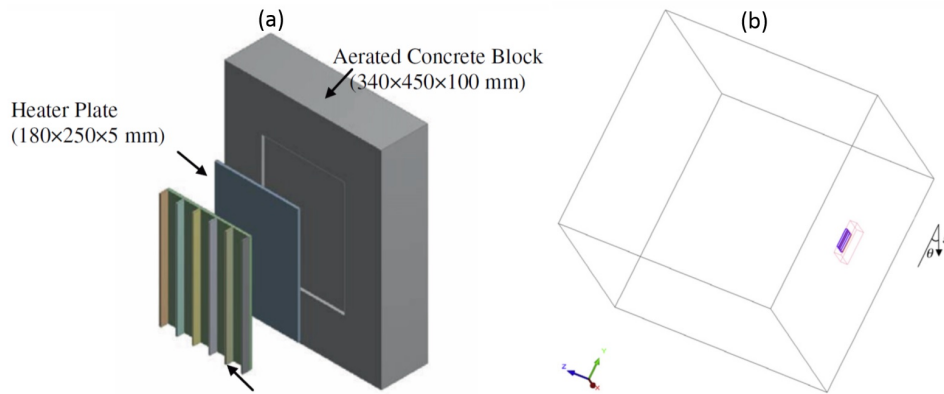 (a)
(b)
Aerated Concrete Block
(340×450×100 mm)
Heater Plate
(180×250×5 mm)
θ
Y
Z
X